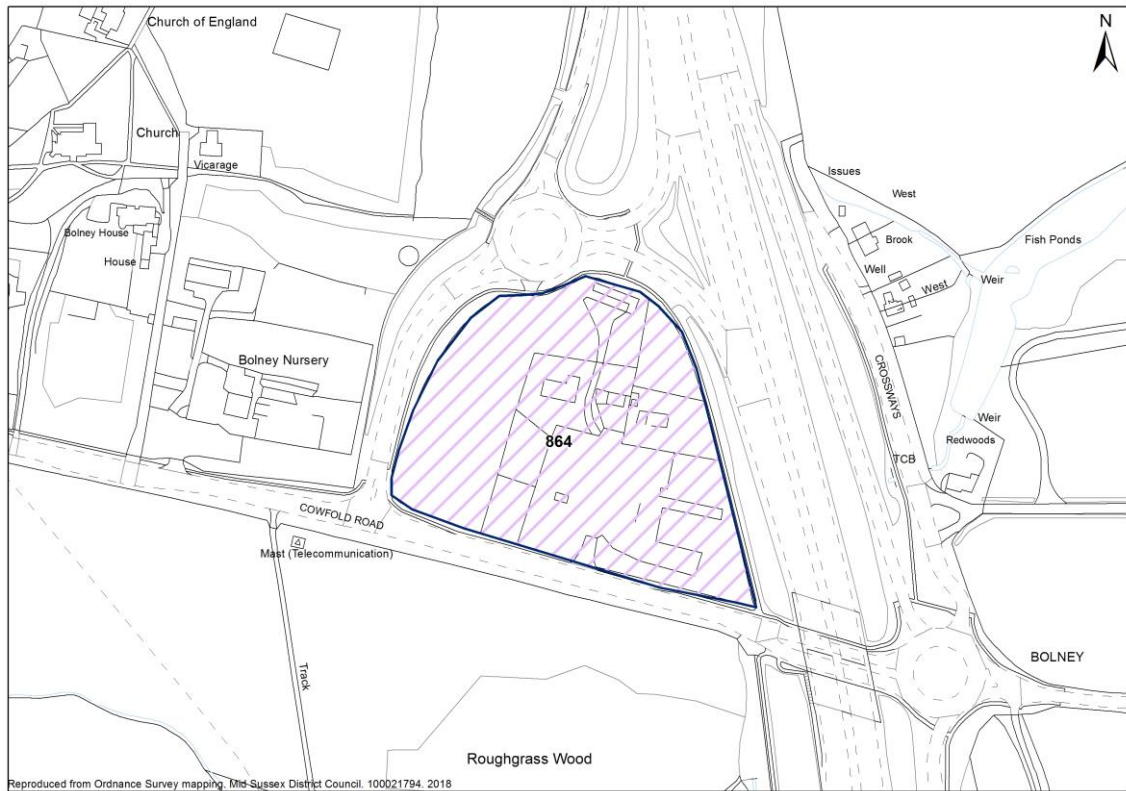 Church of England
N
Church
Vicarage
Issues
West
Bolney House
Brook
Fish Ponds
House
Well
Weir
West
Bolney Nursery
CROSSWAYS
Weir
864
Redwoods
TCB
COWFOLD ROAD
Mast (Telecommunication)
BOLNEY
Track
Roughgrass Wood
Reproduced from Ordnance Survey mapping. Mid Sussex District Council. 100021794. 2018